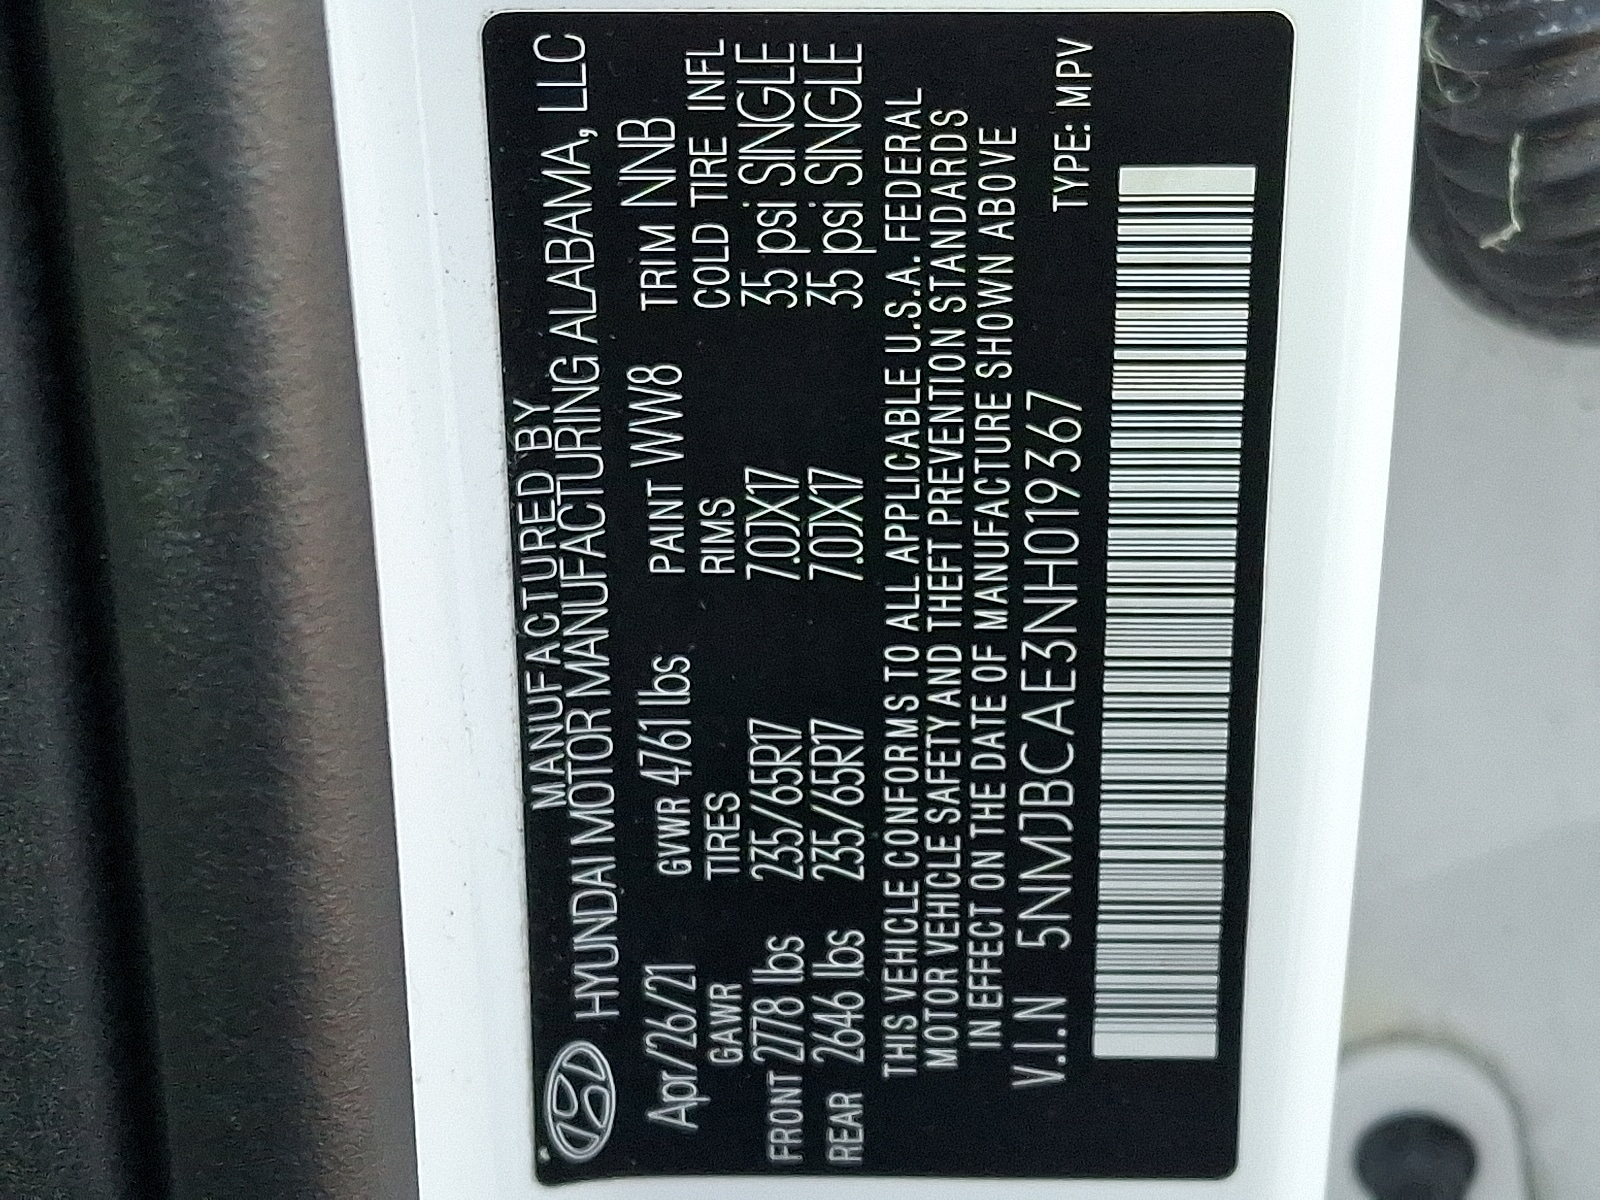 MANUFACTURED BY
HYUNDAI MOTOR MANUFACTURING ALABAMA, LLC
Apr/26/21 GVWR 4761 lbs PAINT WW8 TRIM NNB
GAWR TIRES RIMS COLD TIRE INFL
FRONT 2778 lbs 235/65R17 7.0JX17 35 psi SINGLE
REAR 2646 lbs 235/65R17 7.0JX17 35 psi SINGLE
THIS VEHICLE CONFORMS TO ALL APPLICABLE U.S.A. FEDERAL
MOTOR VEHICLE SAFETY AND THEFT PREVENTION STANDARDS
IN EFFECT ON THE DATE OF MANUFACTURE SHOWN ABOVE
V.I.N 5NMJBCAE3NH019367 TYPE: MPV